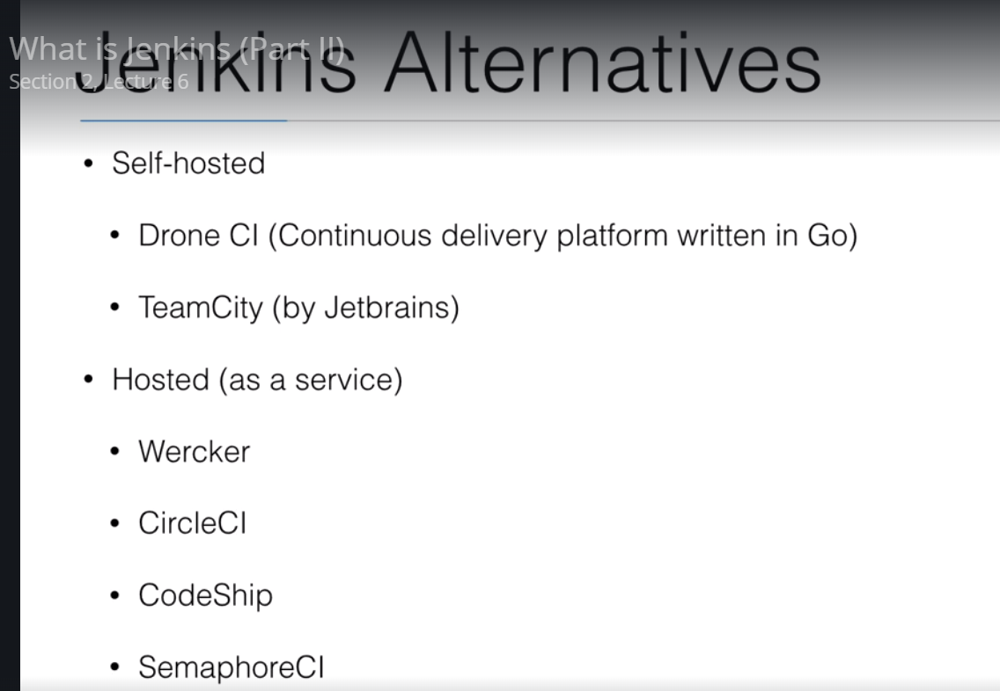 What is Jenkins (Part II)
Section 2, Lecture 6
Jenkins Alternatives
• Self-hosted
• Drone CI (Continuous delivery platform written in Go)
• TeamCity (by Jetbrains)
• Hosted (as a service)
• Wercker
• CircleCI
• CodeShip
• SemaphoreCI